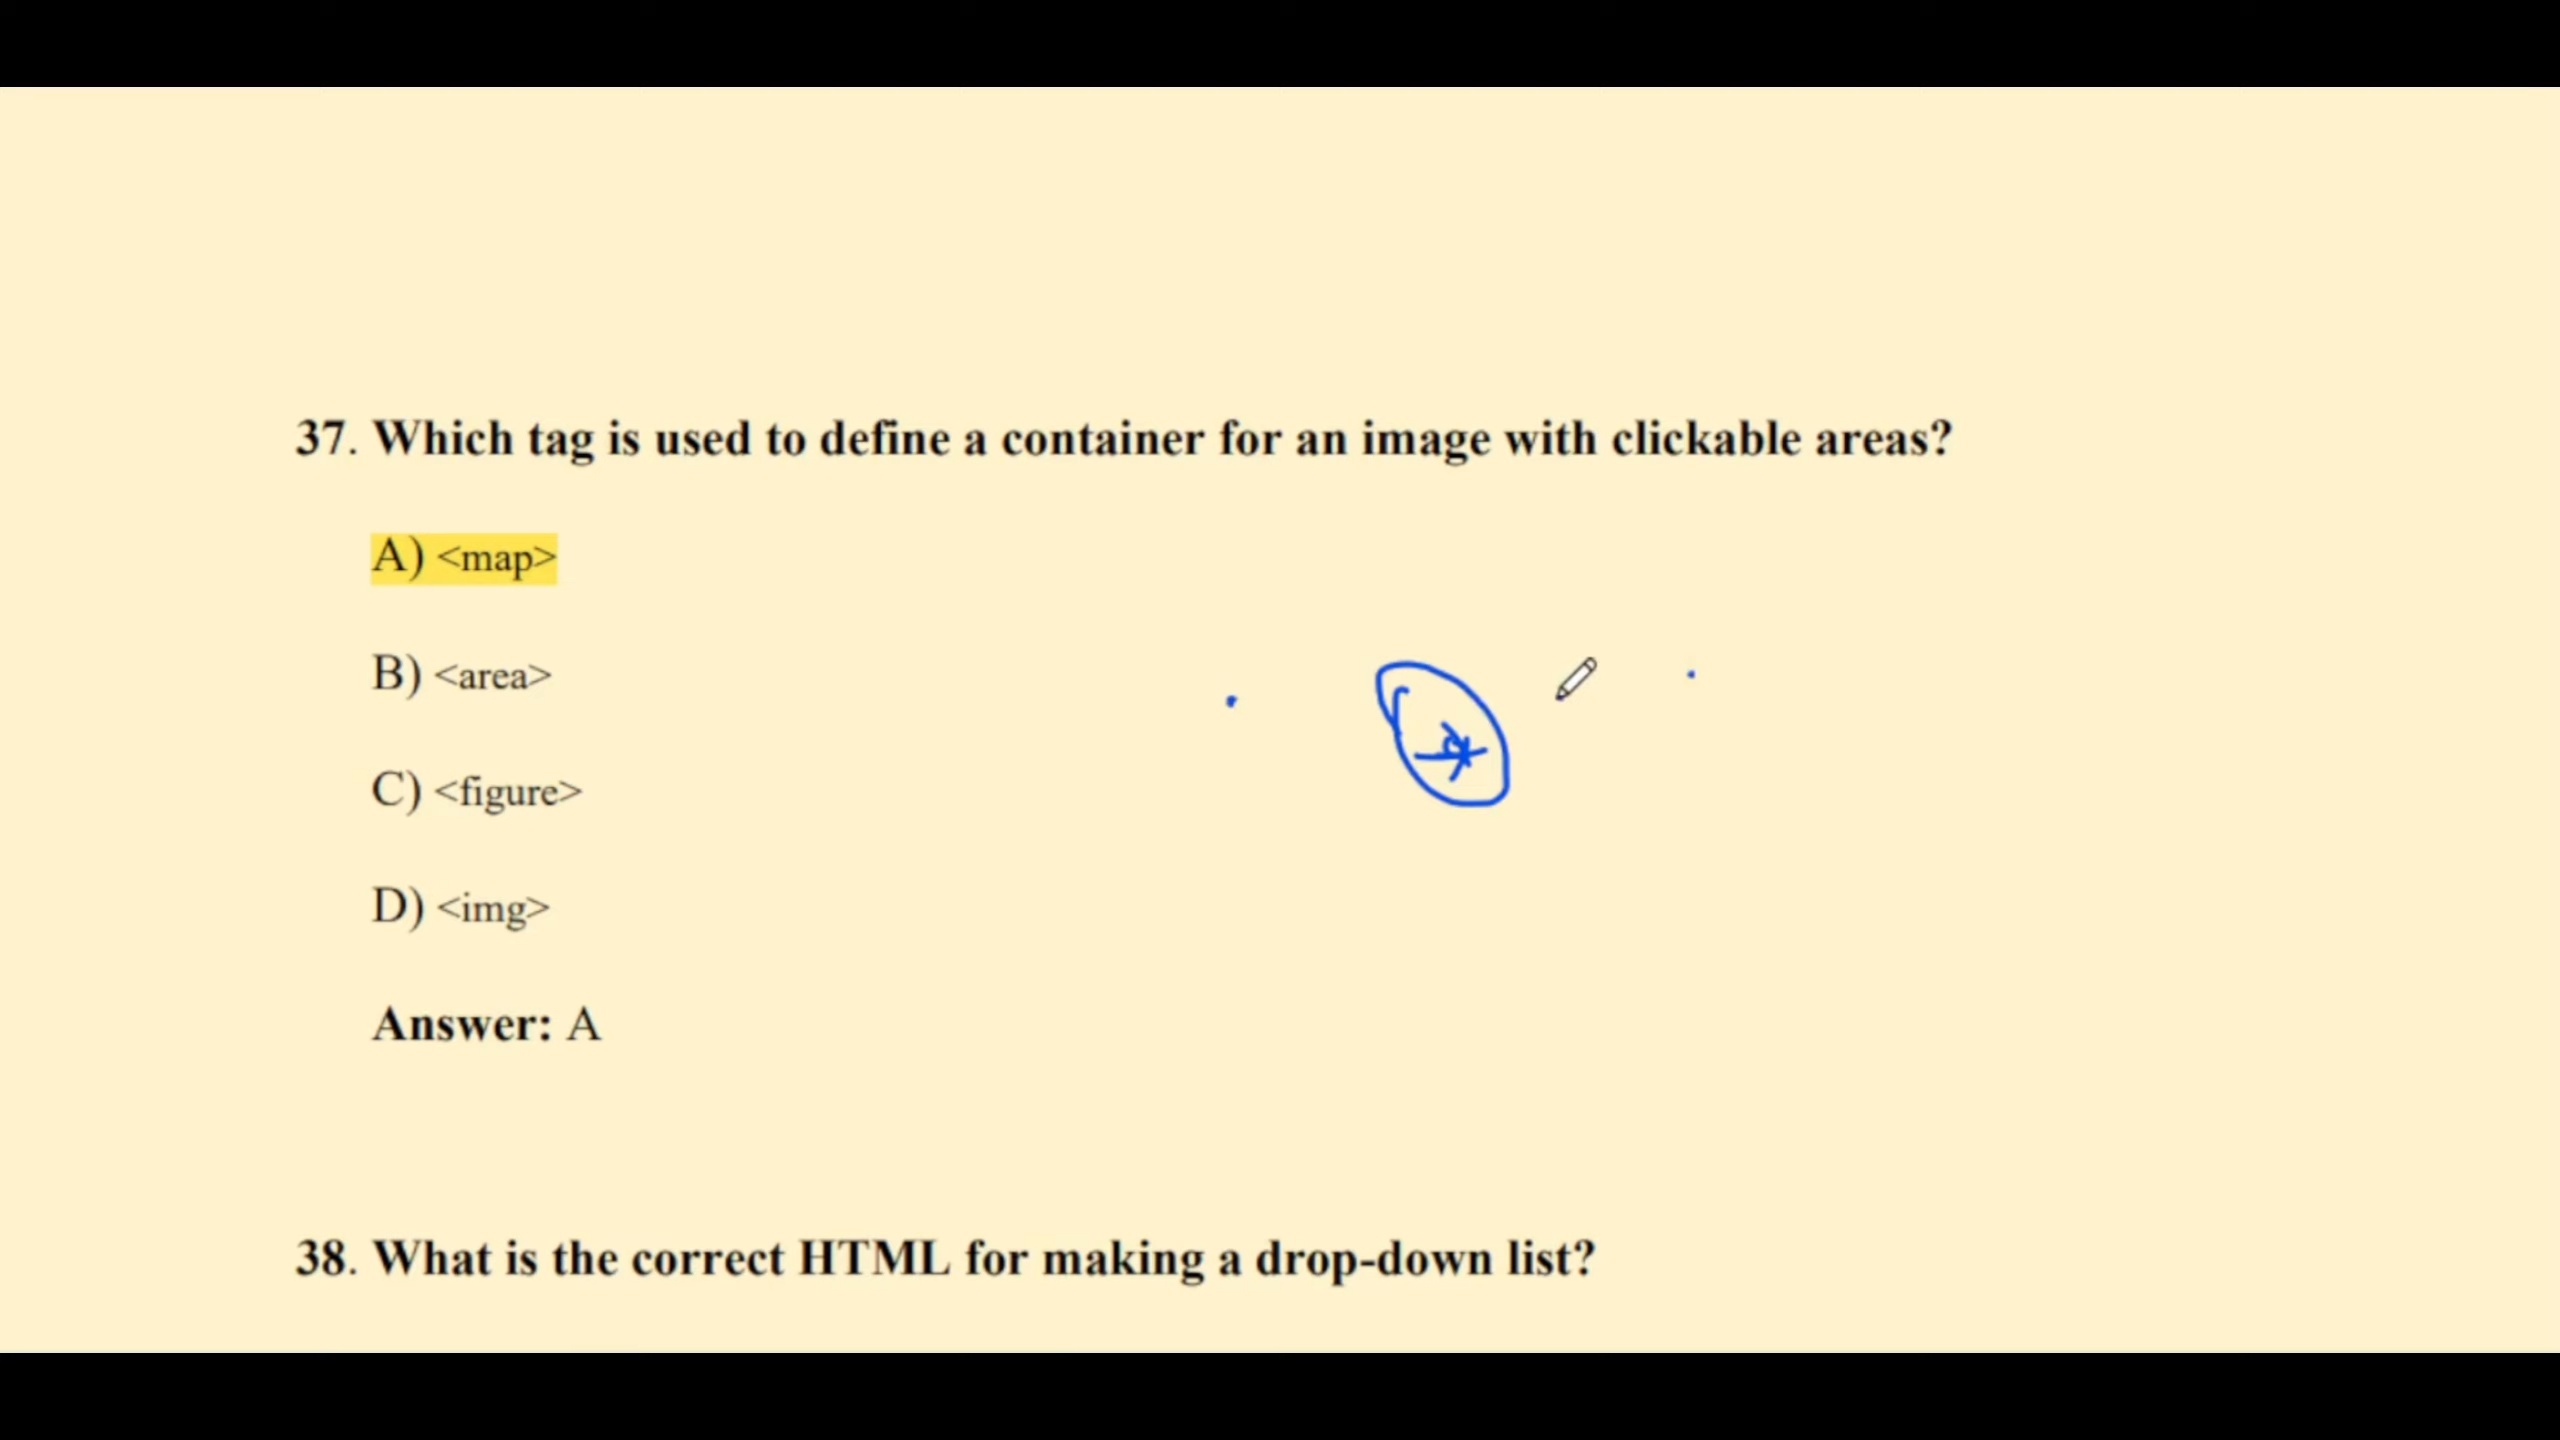 37. Which tag is used to define a container for an image with clickable areas?
A) <map>
B) <area>
C) <figure>
D) <img>
Answer: A
38. What is the correct HTML for making a drop-down list?